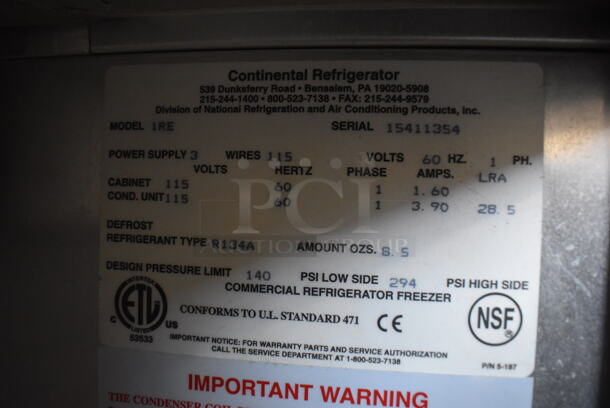 Continental Refrigerator
539 Dunksferry Road • Bensalem, PA 19020-5908
215-244-1400 • 800-523-7138 • FAX: 215-244-9579
Division of National Refrigeration and Air Conditioning Products, Inc.
MODEL 1RE SERIAL 15411354
POWER SUPPLY 3 WIRES 115 VOLTS 60 HZ. 1 PH.
VOLTS HERTZ PHASE AMPS. LRA
CABINET 115 60 1 1.60
COND. UNIT 115 60 1 3.90 28.5
DEFROST
REFRIGERANT TYPE R134A AMOUNT OZS. 8.5
DESIGN PRESSURE LIMIT 140 PSI LOW SIDE 294 PSI HIGH SIDE
COMMERCIAL REFRIGERATOR FREEZER
INTERTEK
ETL
LISTED
C US
53533
CONFORMS TO U.L. STANDARD 471 CE
NSF
IMPORTANT NOTICE: FOR WARRANTY PARTS AND SERVICE AUTHORIZATION
CALL THE SERVICE DEPARTMENT AT 1-800-523-7138
P/N 5-187
IMPORTANT WARNING
THE CONDENSER COIL
PCI
AUCTION GROUP